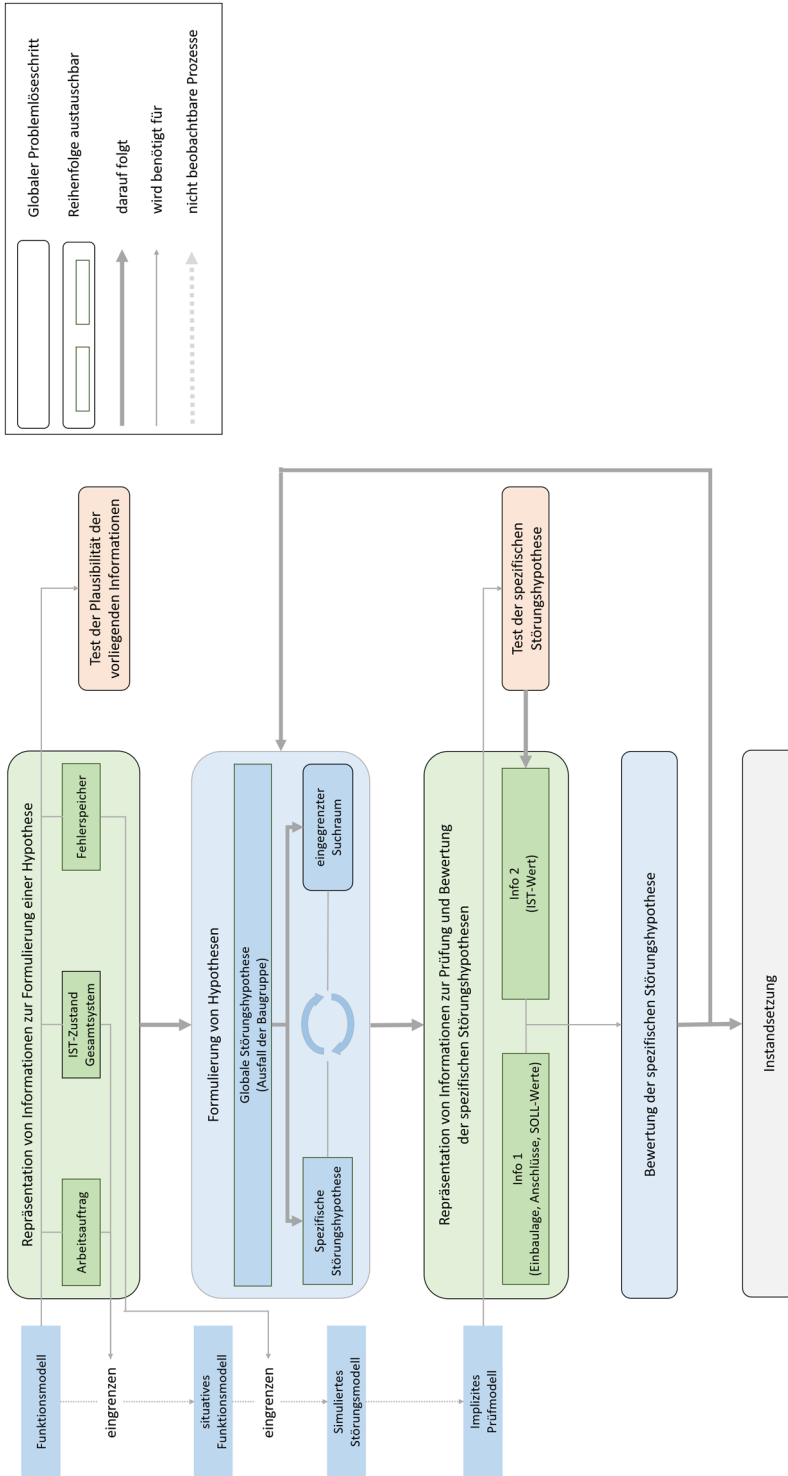 Funktionsmodell
eingrenzen
situatives
Funktionsmodell
eingrenzen
Simuliertes
Störungsmodell
Implizites
Prüfmodell
Repräsentation von Informationen zur Formulierung einer Hypothese
Arbeitsauftrag
IST-Zustand
Gesamtsystem
Fehlerspeicher
Test der Plausibilität der
vorliegenden Informationen
Formulierung von Hypothesen
Globale Störungshypothese
(Ausfall der Baugruppe)
Spezifische
Störungshypothese
eingegrenzter
Suchraum
Repräsentation von Informationen zur Prüfung und Bewertung
der spezifischen Störungshypothesen
Info 1
(Einbaulage, Anschlüsse, SOLL-Werte)
Info 2
(IST-Wert)
Test der spezifischen
Störungshypothese
Bewertung der spezifischen Störungshypothese
Instandsetzung
Globaler Problemlöseschritt
Reihenfolge austauschbar
darauf folgt
wird benötigt für
nicht beobachtbare Prozesse